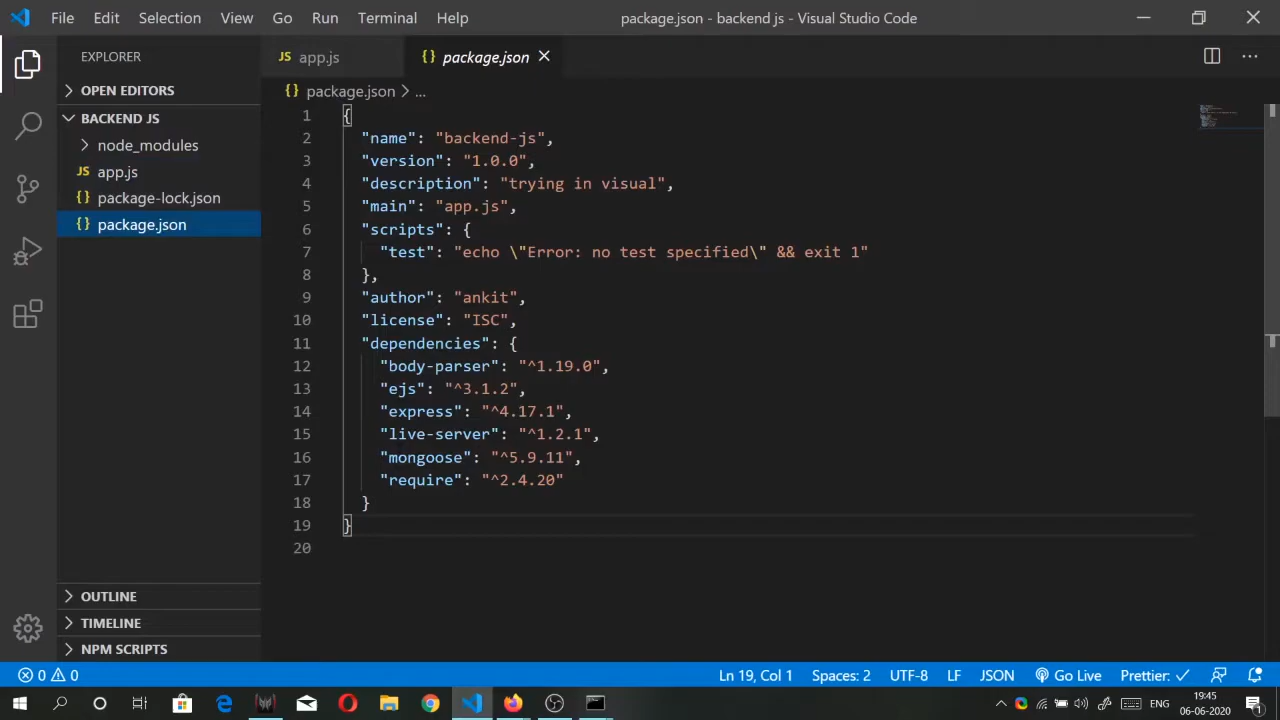 File Edit Selection View Go Run Terminal Help package.json - backend js - Visual Studio Code
EXPLORER
OPEN EDITORS
BACKEND JS
node_modules
JS app.js
{} package-lock.json
{} package.json
OUTLINE
TIMELINE
NPM SCRIPTS
JS app.js {} package.json
{} package.json > ...
1 {
2 "name": "backend-js",
3 "version": "1.0.0",
4 "description": "trying in visual",
5 "main": "app.js",
6 "scripts": {
7 "test": "echo \"Error: no test specified\" && exit 1"
8 },
9 "author": "ankit",
10 "license": "ISC",
11 "dependencies": {
12 "body-parser": "^1.19.0",
13 "ejs": "^3.1.2",
14 "express": "^4.17.1",
15 "live-server": "^1.2.1",
16 "mongoose": "^5.9.11",
17 "require": "^2.4.20"
18 }
19 }
20
0 0 Ln 19, Col 1 Spaces: 2 UTF-8 LF JSON Go Live Prettier: ✓
19:45
06-06-2020